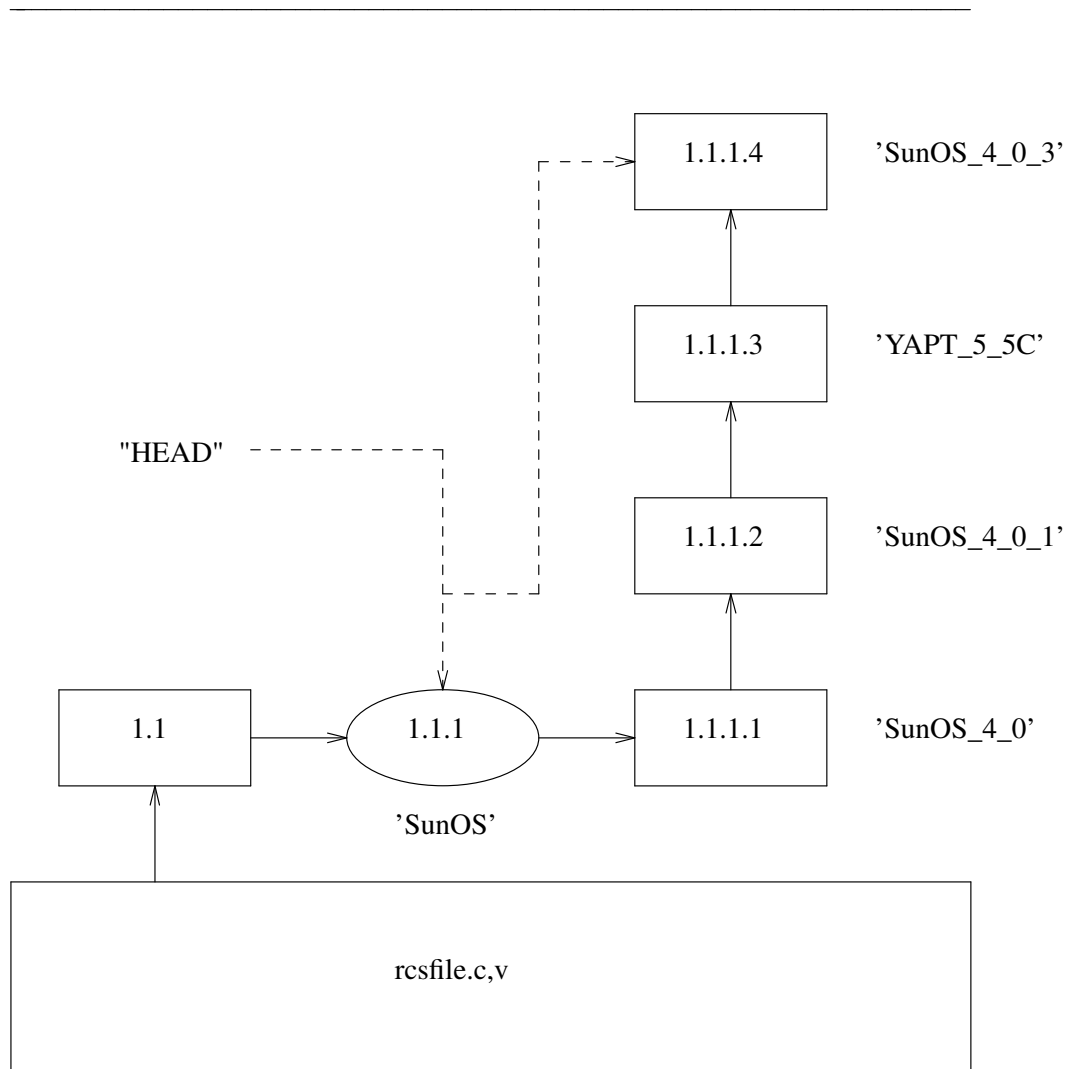 1.1.1.4 ’SunOS_4_0_3’
1.1.1.3 ’YAPT_5_5C’
"HEAD"
1.1.1.2 ’SunOS_4_0_1’
1.1 1.1.1 1.1.1.1 ’SunOS_4_0’
’SunOS’
rcsfile.c,v